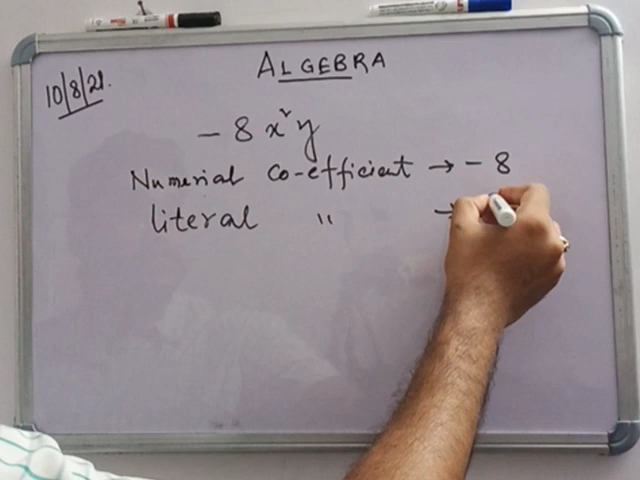 ALGEBRA
10/8/21.
- 8 x²y
Numerial Co-efficient → - 8
literal " →